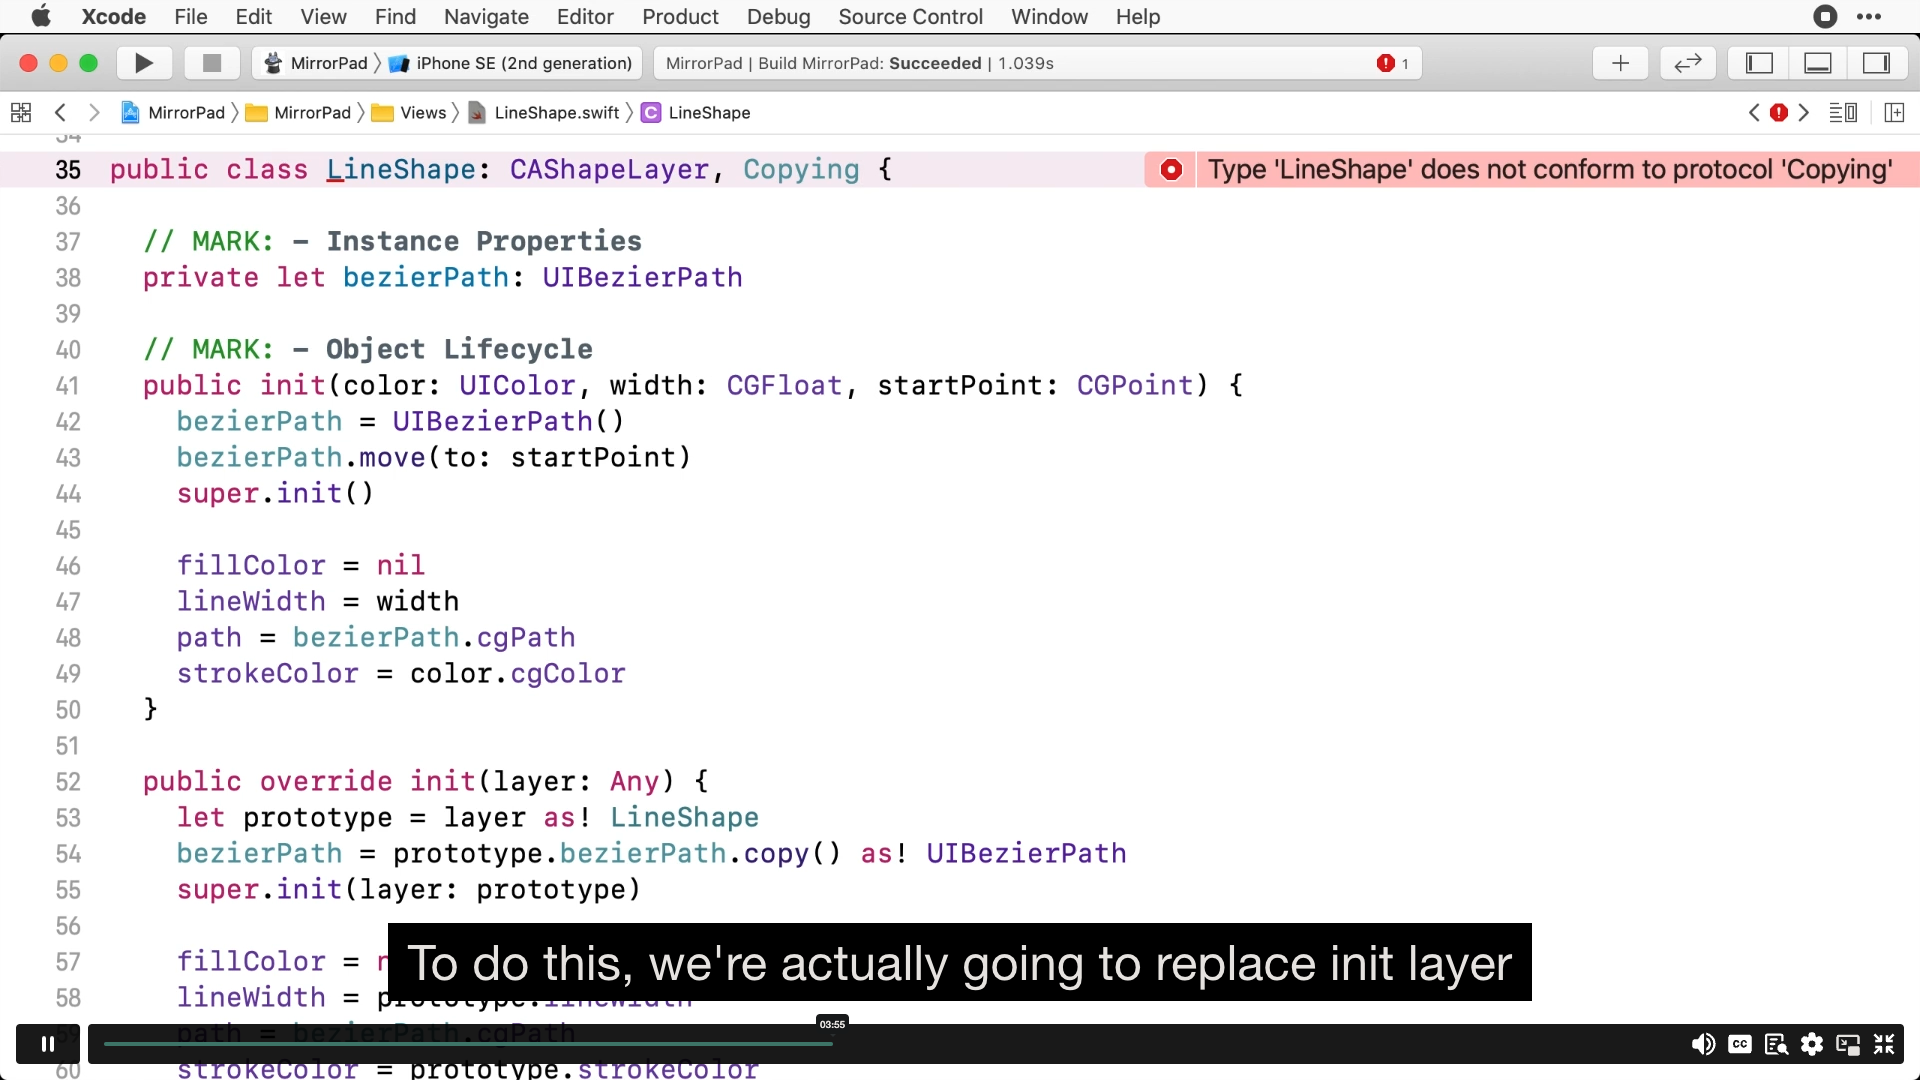 Xcode File Edit View Find Navigate Editor Product Debug Source Control Window Help
MirrorPad iPhone SE (2nd generation) MirrorPad | Build MirrorPad: Succeeded | 1.039s 1
MirrorPad MirrorPad Views LineShape.swift C LineShape
34
35 public class LineShape: CAShapeLayer, Copying { Type 'LineShape' does not conform to protocol 'Copying'
36
37 // MARK: - Instance Properties
38 private let bezierPath: UIBezierPath
39
40 // MARK: - Object Lifecycle
41 public init(color: UIColor, width: CGFloat, startPoint: CGPoint) {
42 bezierPath = UIBezierPath()
43 bezierPath.move(to: startPoint)
44 super.init()
45
46 fillColor = nil
47 lineWidth = width
48 path = bezierPath.cgPath
49 strokeColor = color.cgColor
50 }
51
52 public override init(layer: Any) {
53 let prototype = layer as! LineShape
54 bezierPath = prototype.bezierPath.copy() as! UIBezierPath
55 super.init(layer: prototype)
56
57 fillColor =
To do this, we're actually going to replace init layer
58 lineWidth = prototype.lineWidth
59 path = bezierPath.cgPath
03:55
CC
60 strokeColor = prototype.strokeColor